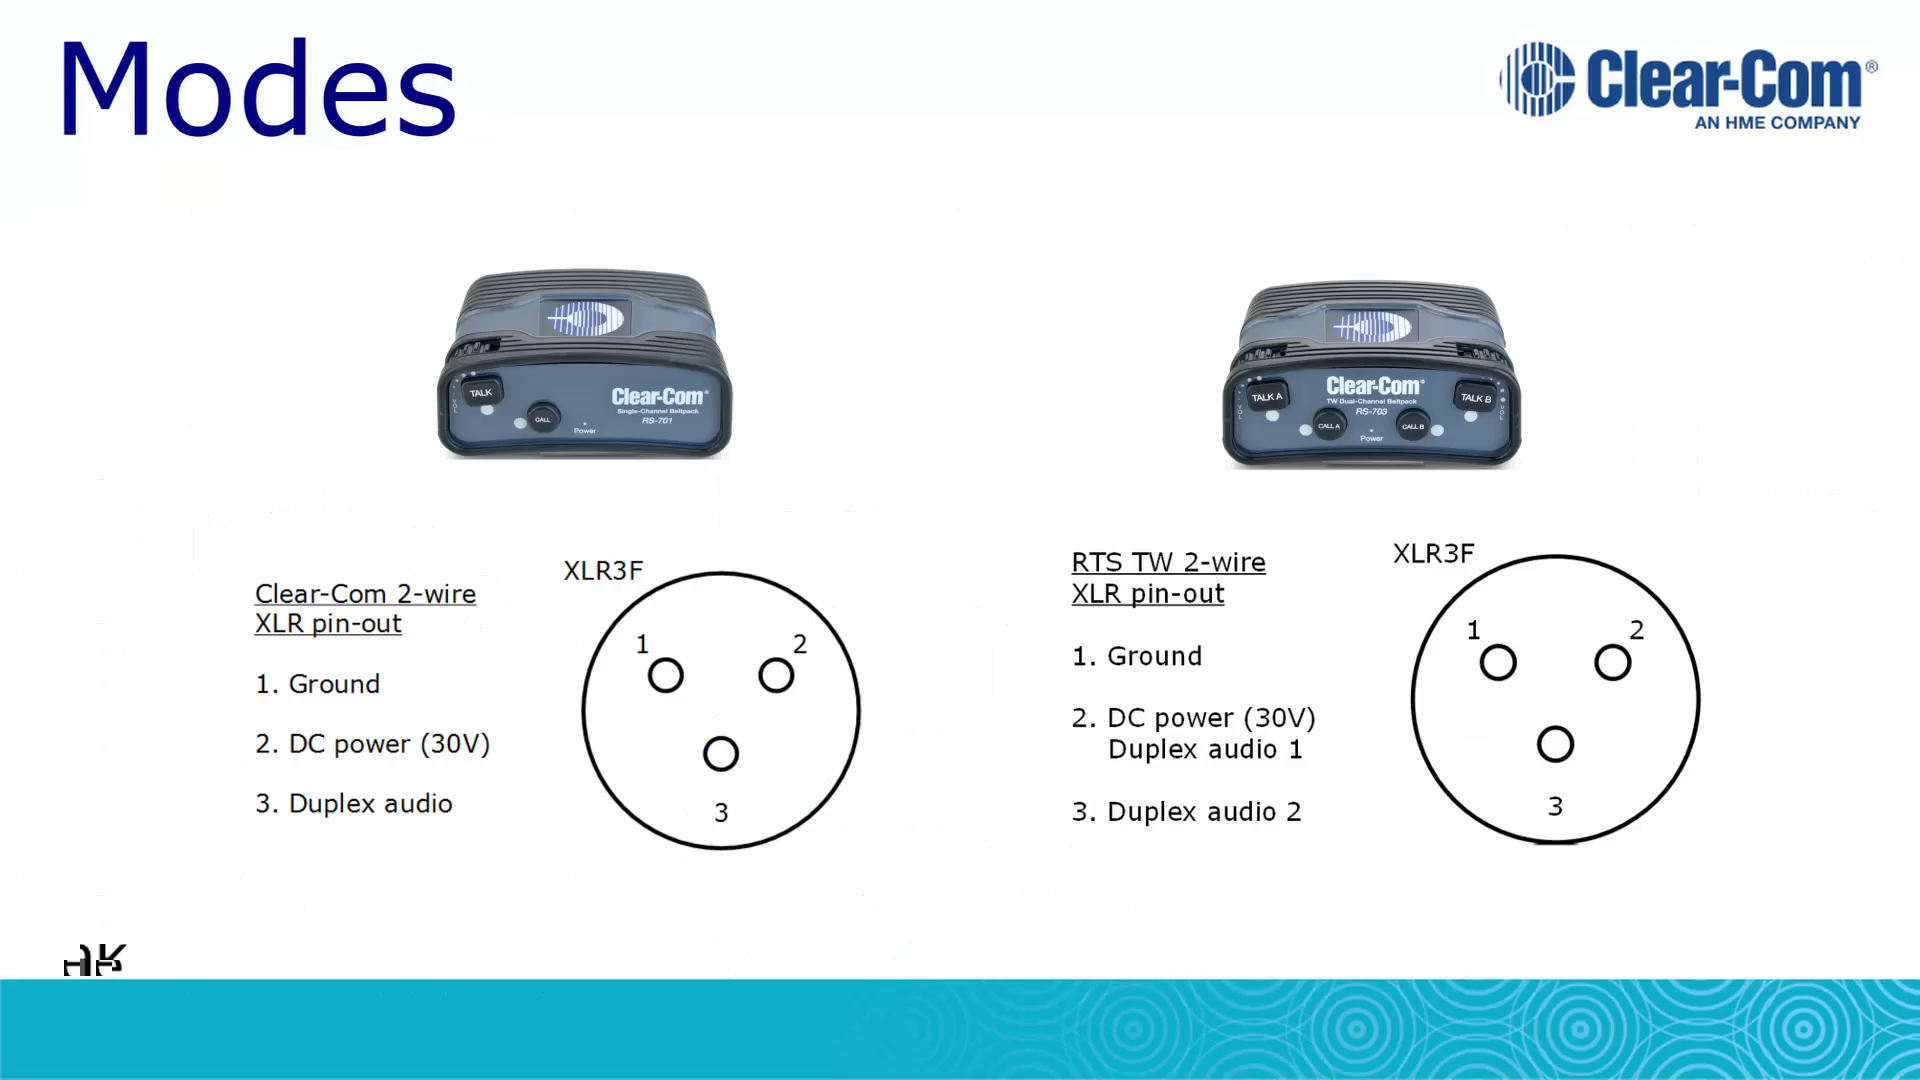 Modes
Clear-Com®
AN HME COMPANY
TALK
VOL
CALL
Power
Clear-Com®
Single-Channel Beltpack
RS-701
TALK A
VOL
CALL A
Clear-Com®
TW Dual-Channel Beltpack
RS-703
Power
CALL B
TALK B
VOL
Clear-Com 2-wire
XLR pin-out
1. Ground
2. DC power (30V)
3. Duplex audio
XLR3F
1
2
3
RTS TW 2-wire
XLR pin-out
1. Ground
2. DC power (30V)
Duplex audio 1
3. Duplex audio 2
XLR3F
1
2
3